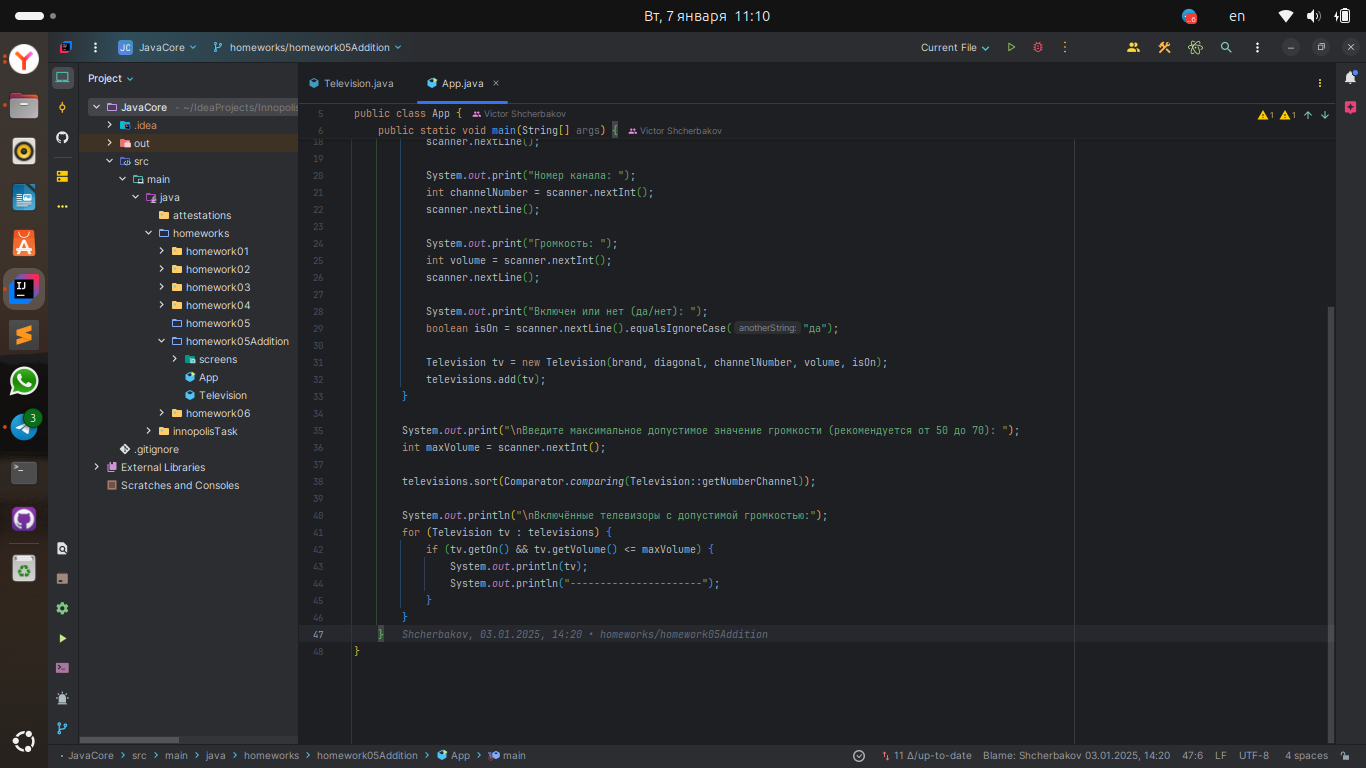 Вт, 7 января 11:10
en
JC JavaCore homeworks/homework05Addition Current File
Project
JavaCore - ~/IdeaProjects/Innopolis
.idea
out
src
main
java
attestations
homeworks
homework01
homework02
homework03
homework04
homework05
homework05Addition
screens
App
Television
homework06
innopolisTask
.gitignore
External Libraries
Scratches and Consoles
Television.java App.java
5 public class App { Victor Shcherbakov
6 public static void main(String[] args) { Victor Shcherbakov
1 1
18 scanner.nextLine();
19
20 System.out.print("Номер канала: ");
21 int channelNumber = scanner.nextInt();
22 scanner.nextLine();
23
24 System.out.print("Громкость: ");
25 int volume = scanner.nextInt();
26 scanner.nextLine();
27
28 System.out.print("Включен или нет (да/нет): ");
29 boolean isOn = scanner.nextLine().equalsIgnoreCase( anotherString: "да");
30
31 Television tv = new Television(brand, diagonal, channelNumber, volume, isOn);
32 televisions.add(tv);
33 }
34
35 System.out.print("\nВведите максимальное допустимое значение громкости (рекомендуется от 50 до 70): ");
36 int maxVolume = scanner.nextInt();
37
38 televisions.sort(Comparator.comparing(Television::getNumberChannel));
39
40 System.out.println("\nВключённые телевизоры с допустимой громкостью:");
41 for (Television tv : televisions) {
42 if (tv.getOn() && tv.getVolume() <= maxVolume) {
43 System.out.println(tv);
44 System.out.println("----------------------");
45 }
46 }
47 } Shcherbakov, 03.01.2025, 14:20 • homeworks/homework05Addition
48 }
3
JavaCore > src > main > java > homeworks > homework05Addition > App > main
11 Δ/up-to-date Blame: Shcherbakov 03.01.2025, 14:20 47:6 LF UTF-8 4 spaces